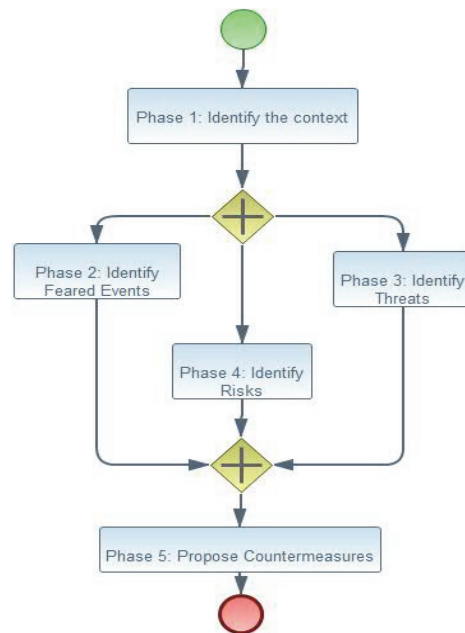 Phase 1: Identify the context
Phase 2: Identify
Feared Events
Phase 3: Identify
Threats
Phase 4: Identify
Risks
Phase 5: Propose Countermeasures